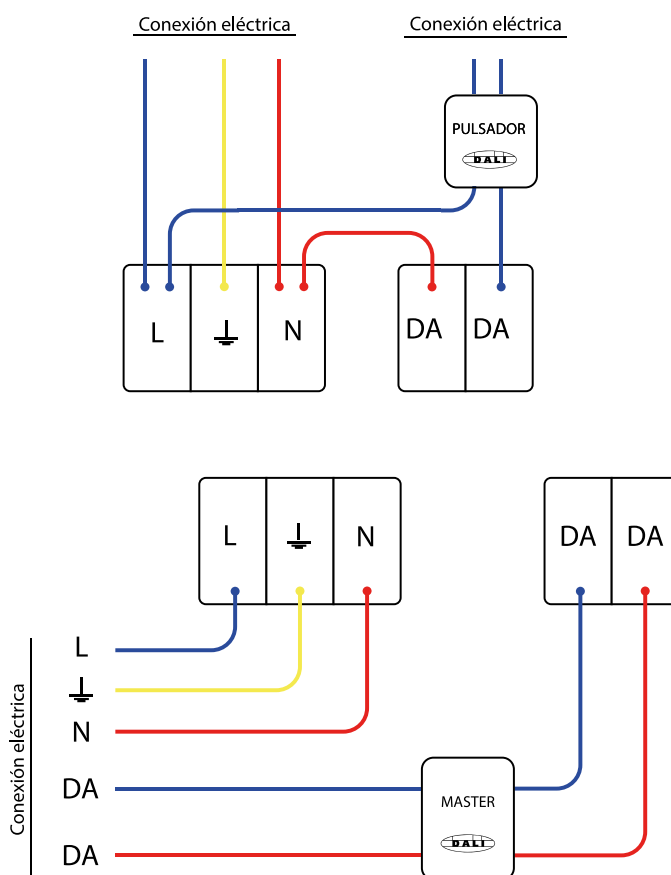 Conexión eléctrica
Conexión eléctrica
PULSADOR
DALI
L
N
DA
DA
L
N
DA
DA
Conexión eléctrica
L
N
DA
DA
MASTER
DALI